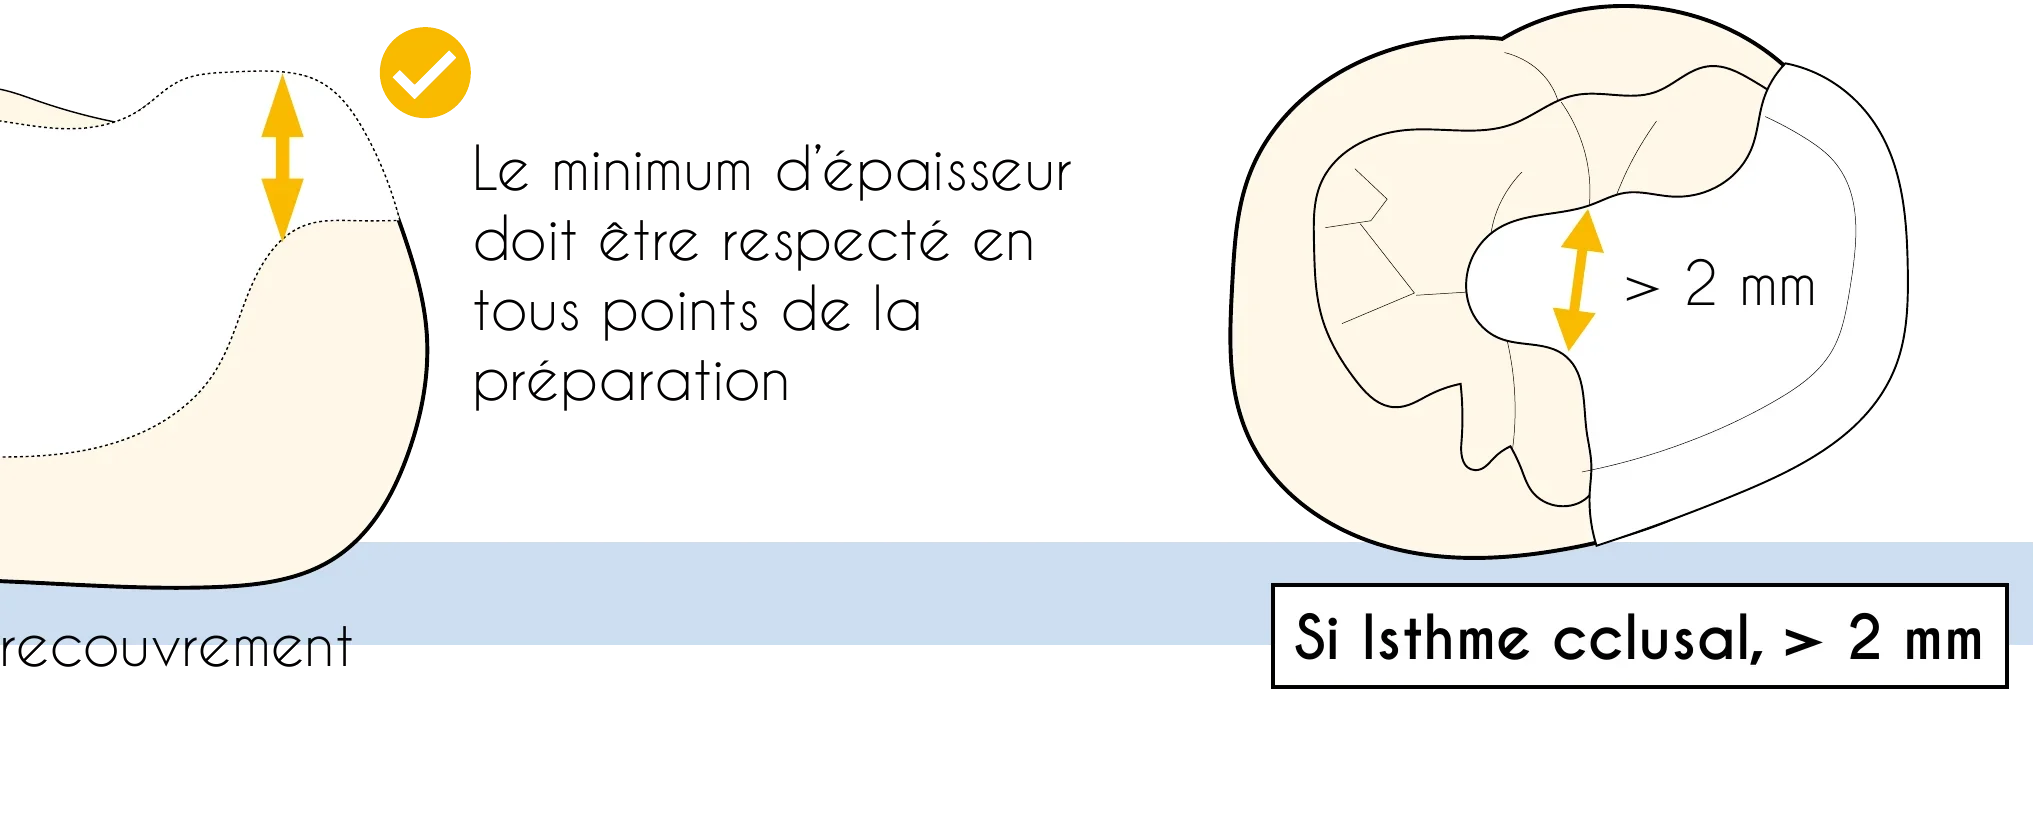 Le minimum d’épaisseur
doit être respecté en
tous points de la
préparation
> 2 mm
recouvrement
Si Isthme cclusal, > 2 mm